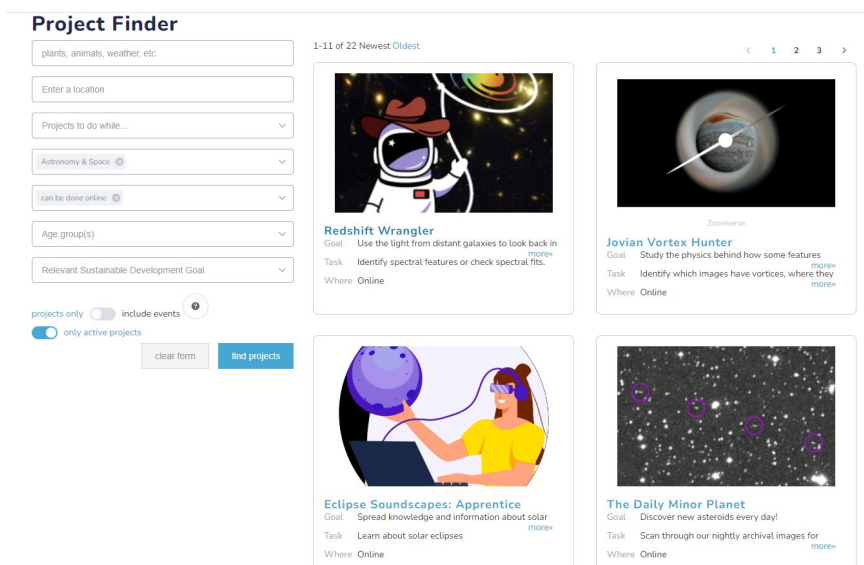 Project Finder
plants, animals, weather, etc
Enter a location
Projects to do while...
Astronomy & Space
can be done online
Age group(s)
Relevant Sustainable Development Goal
projects only include events ?
only active projects
clear form find projects
1-11 of 22 Newest Oldest
< 1 2 3 >
Redshift Wrangler
Goal Use the light from distant galaxies to look back in
more»
Task Identify spectral features or check spectral fits.
Where Online
Zooniverse
Jovian Vortex Hunter
Goal Study the physics behind how some features
more»
Task Identify which images have vortices, where they
more»
Where Online
Eclipse Soundscapes: Apprentice
Goal Spread knowledge and information about solar
more»
Task Learn about solar eclipses
Where Online
The Daily Minor Planet
Goal Discover new asteroids every day!
Task Scan through our nightly archival images for
more»
Where Online